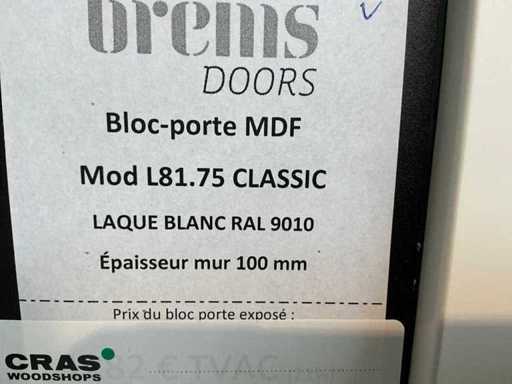 brems
DOORS
Bloc-porte MDF
Mod L81.75 CLASSIC
LAQUE BLANC RAL 9010
Épaisseur mur 100 mm
Prix du bloc porte exposé :
82 € TVAC
CRAS
WOODSHOPS